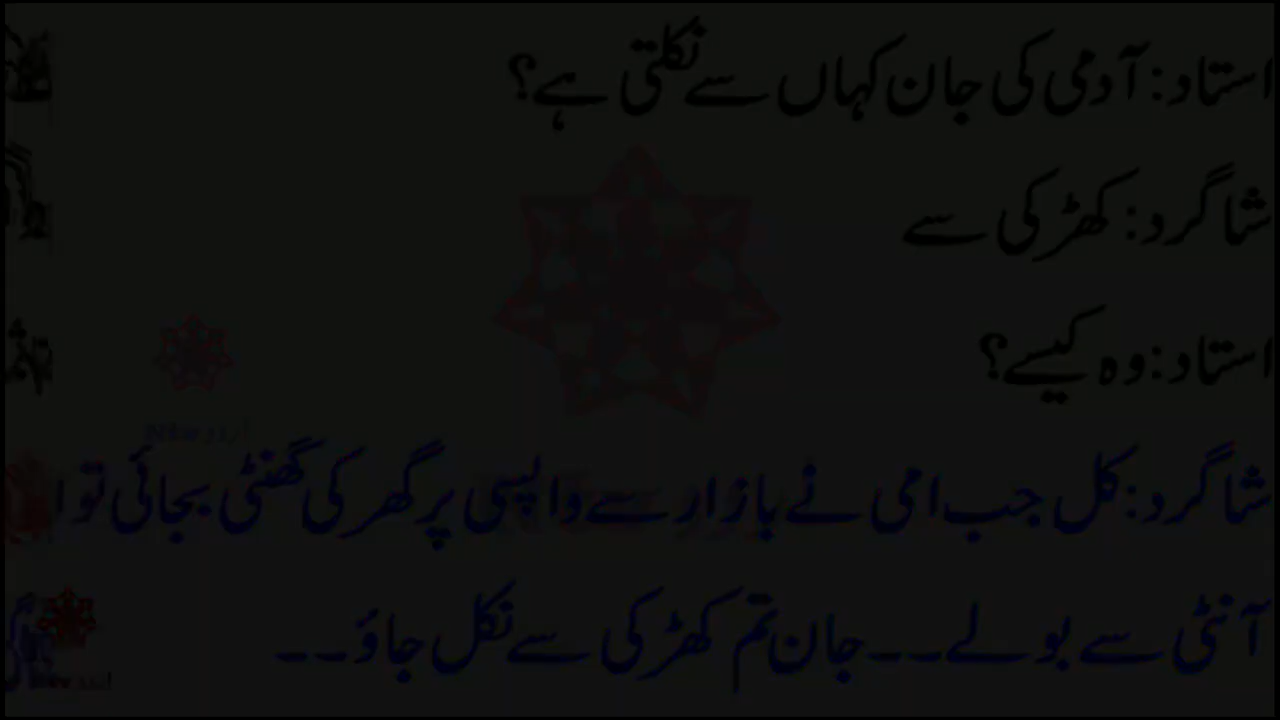 استاد: آدمی کی جان کہاں سے نکلتی ہے؟
شاگرد: کھڑکی سے
استاد: وہ کیسے؟
شاگرد: کل جب امی نے بازار سے واپسی پر گھر کی گھنٹی بجائی تو ا
آنٹی سے بولے ۔۔ جان تم کھڑکی سے نکل جاؤ ۔۔